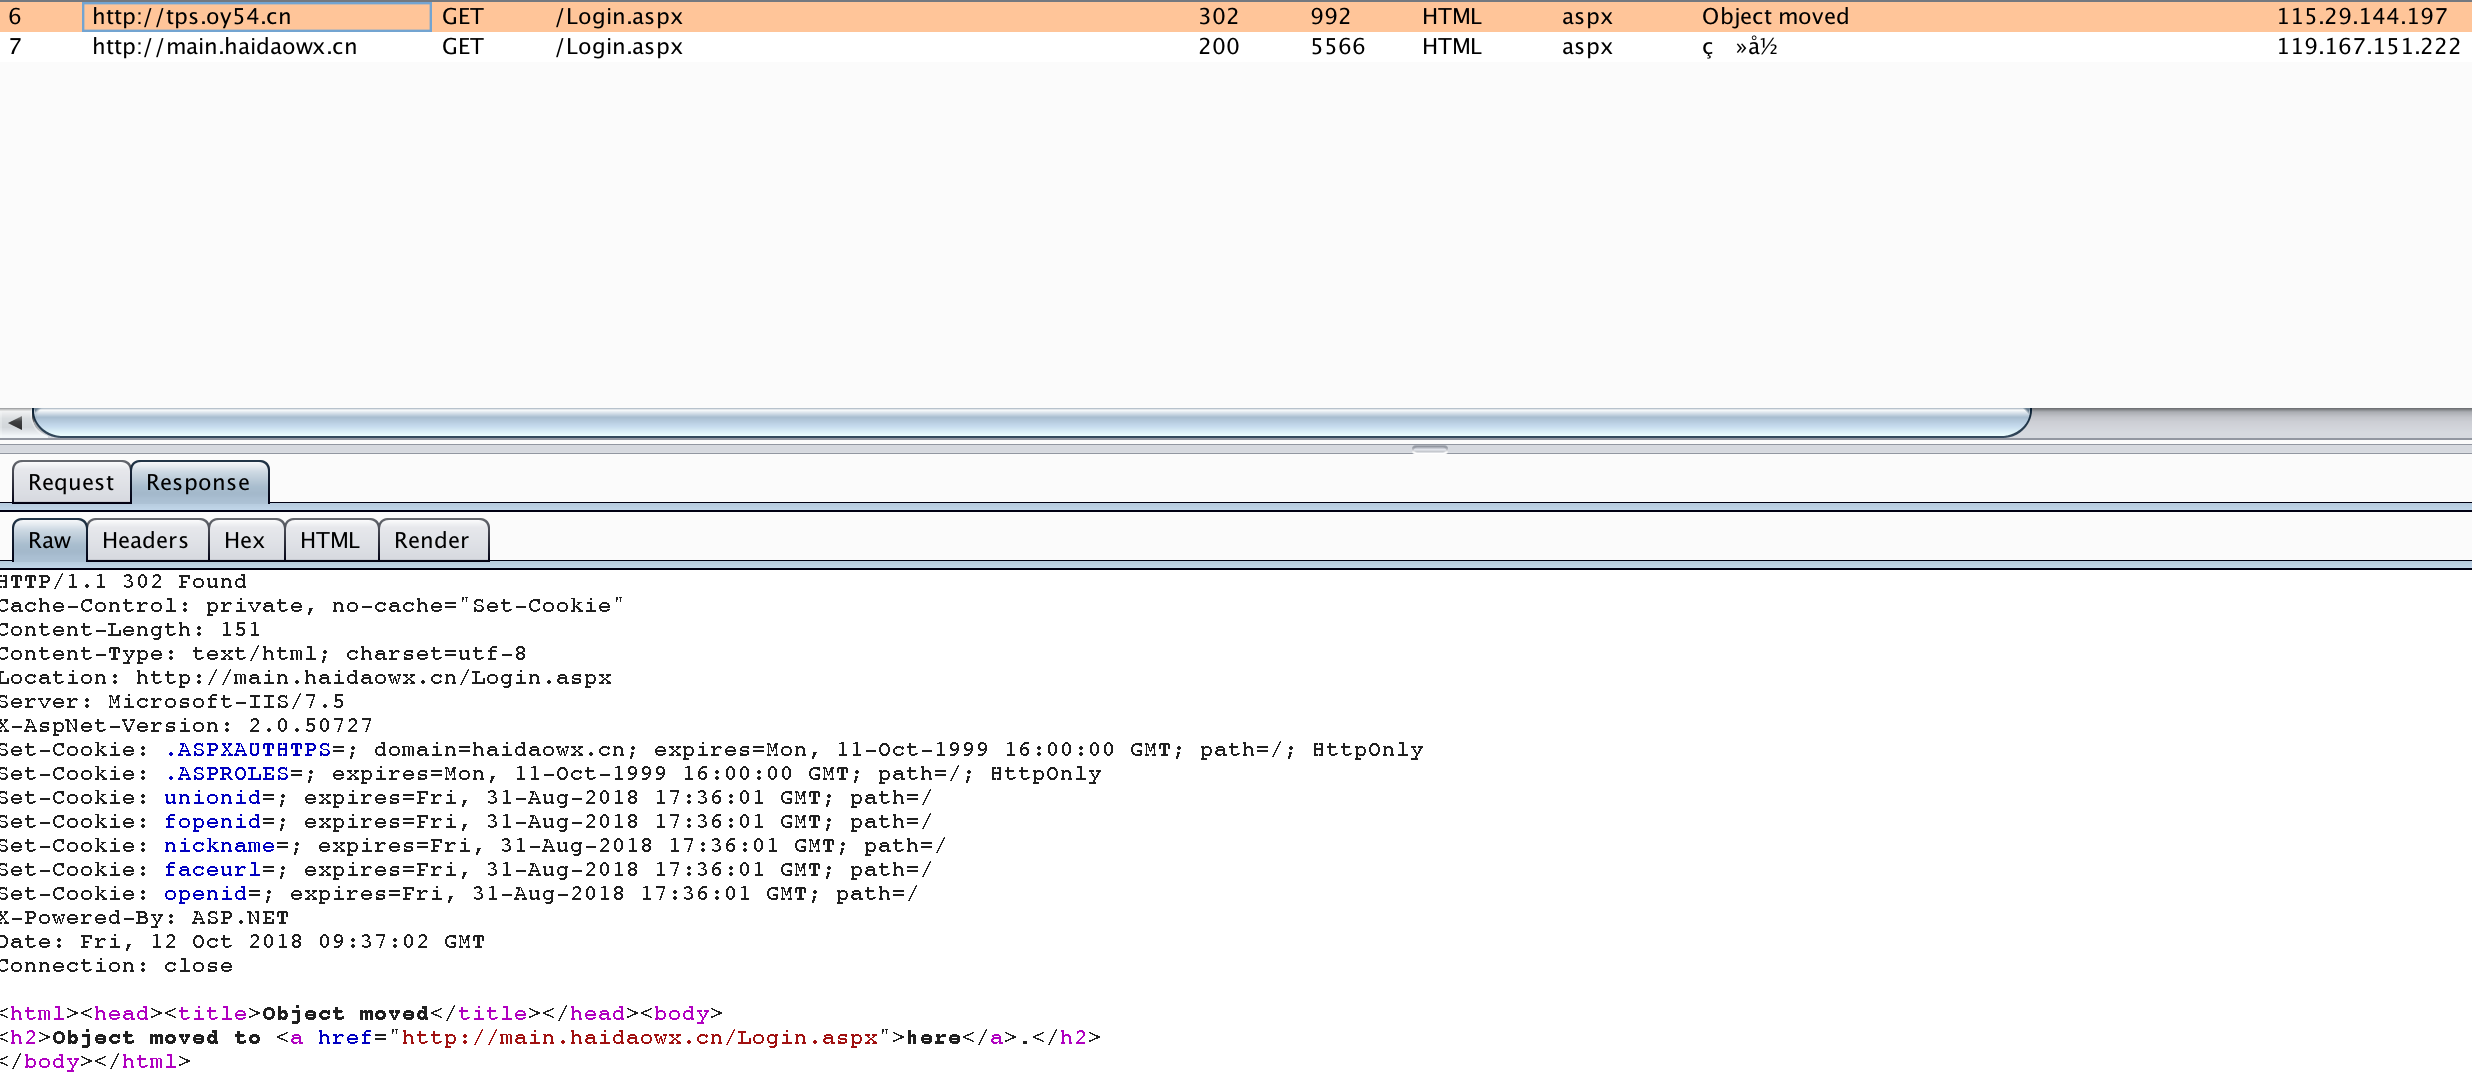 6 http://tps.oy54.cn GET /Login.aspx 302 992 HTML aspx Object moved 115.29.144.197
7 http://main.haidaowx.cn GET /Login.aspx 200 5566 HTML aspx ç »å½ 119.167.151.222
Request Response
Raw Headers Hex HTML Render
HTTP/1.1 302 Found
Cache-Control: private, no-cache="Set-Cookie"
Content-Length: 151
Content-Type: text/html; charset=utf-8
Location: http://main.haidaowx.cn/Login.aspx
Server: Microsoft-IIS/7.5
X-AspNet-Version: 2.0.50727
Set-Cookie: .ASPXAUTHTPS=; domain=haidaowx.cn; expires=Mon, 11-Oct-1999 16:00:00 GMT; path=/; HttpOnly
Set-Cookie: .ASPROLES=; expires=Mon, 11-Oct-1999 16:00:00 GMT; path=/; HttpOnly
Set-Cookie: unionid=; expires=Fri, 31-Aug-2018 17:36:01 GMT; path=/
Set-Cookie: fopenid=; expires=Fri, 31-Aug-2018 17:36:01 GMT; path=/
Set-Cookie: nickname=; expires=Fri, 31-Aug-2018 17:36:01 GMT; path=/
Set-Cookie: faceurl=; expires=Fri, 31-Aug-2018 17:36:01 GMT; path=/
Set-Cookie: openid=; expires=Fri, 31-Aug-2018 17:36:01 GMT; path=/
X-Powered-By: ASP.NET
Date: Fri, 12 Oct 2018 09:37:02 GMT
Connection: close
<html><head><title>Object moved</title></head><body>
<h2>Object moved to <a href="http://main.haidaowx.cn/Login.aspx">here</a>.</h2>
</body></html>